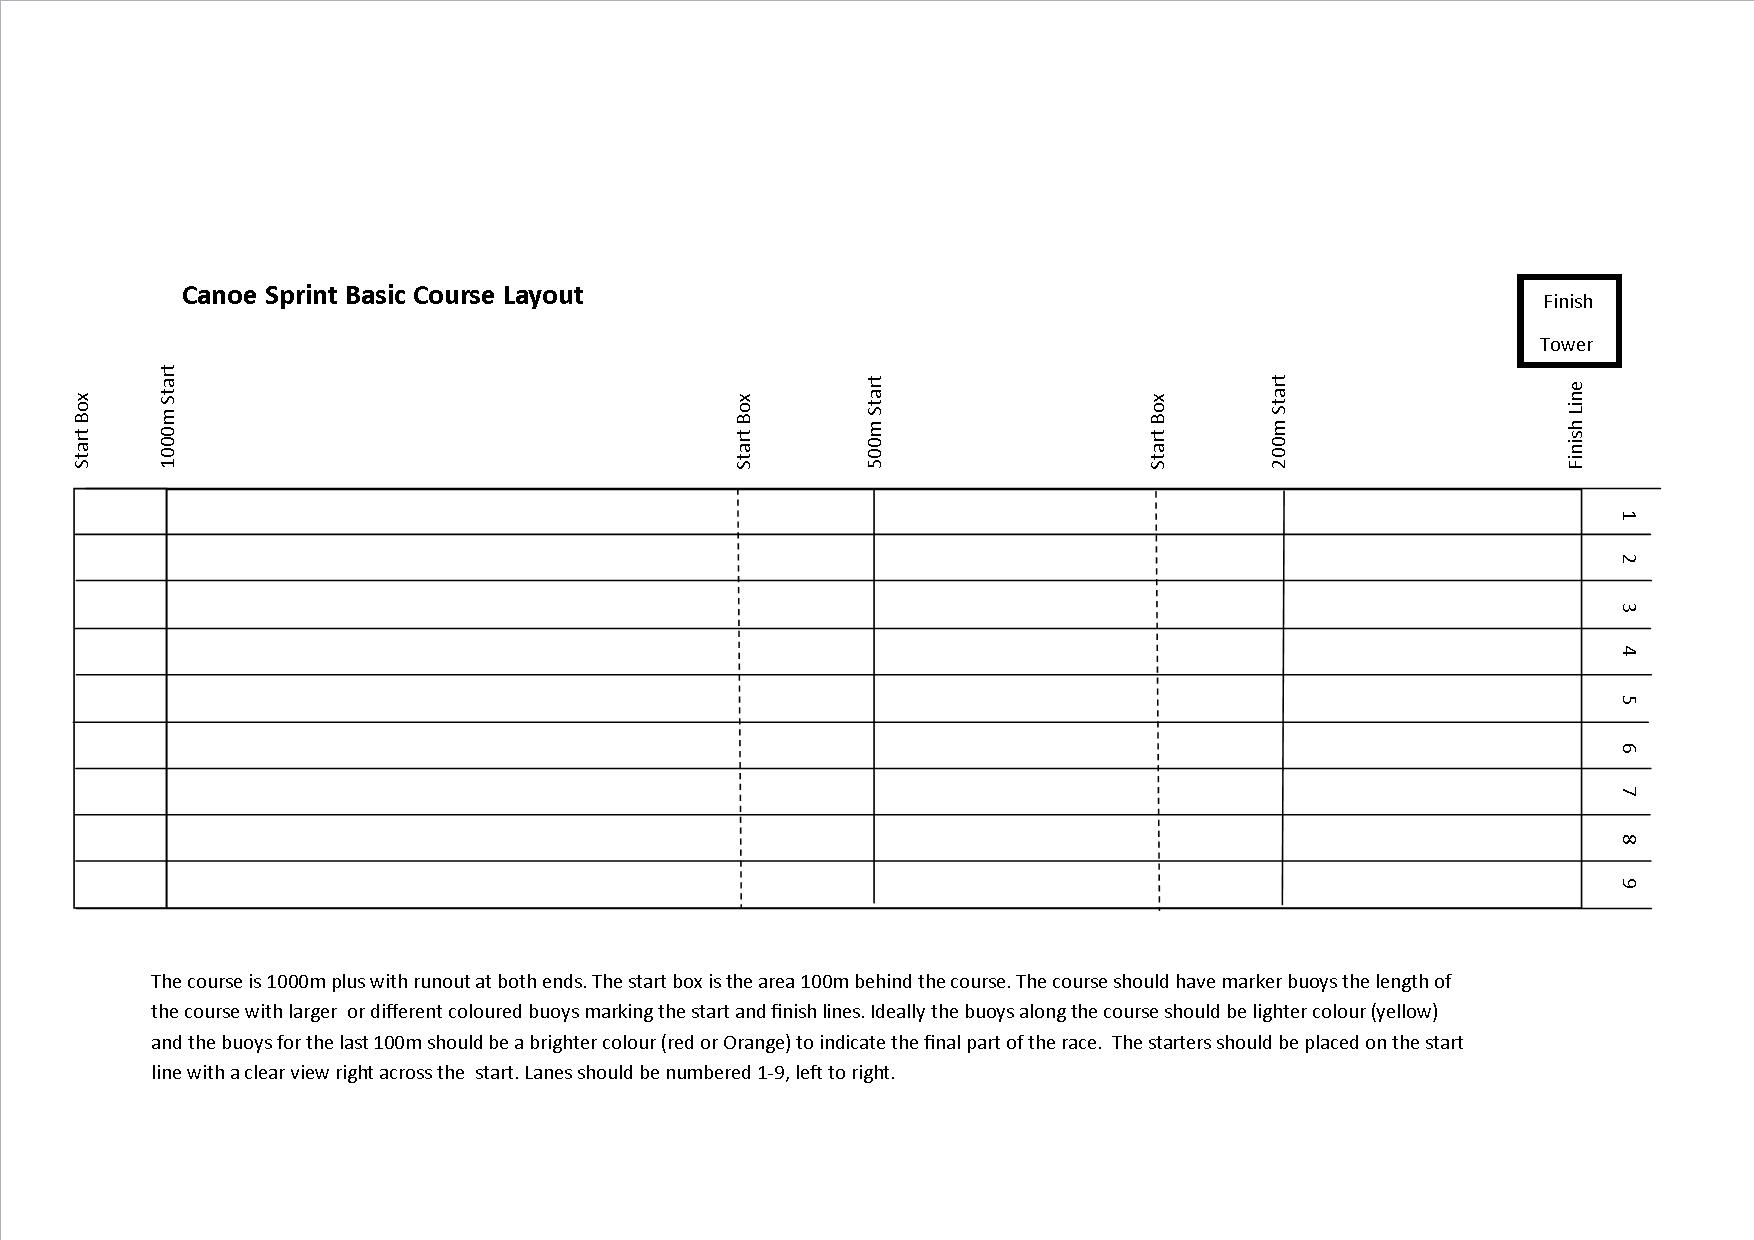 Canoe Sprint Basic Course Layout
Finish
Tower
Start Box
1000m Start
Start Box
500m Start
Start Box
200m Start
Finish Line
1
2
3
4
5
6
7
8
9
The course is 1000m plus with runout at both ends. The start box is the area 100m behind the course. The course should have marker buoys the length of
the course with larger  or different coloured buoys marking the start and finish lines. Ideally the buoys along the course should be lighter colour (yellow)
and the buoys for the last 100m should be a brighter colour (red or Orange) to indicate the final part of the race.  The starters should be placed on the start
line with a clear view right across the  start. Lanes should be numbered 1-9, left to right.